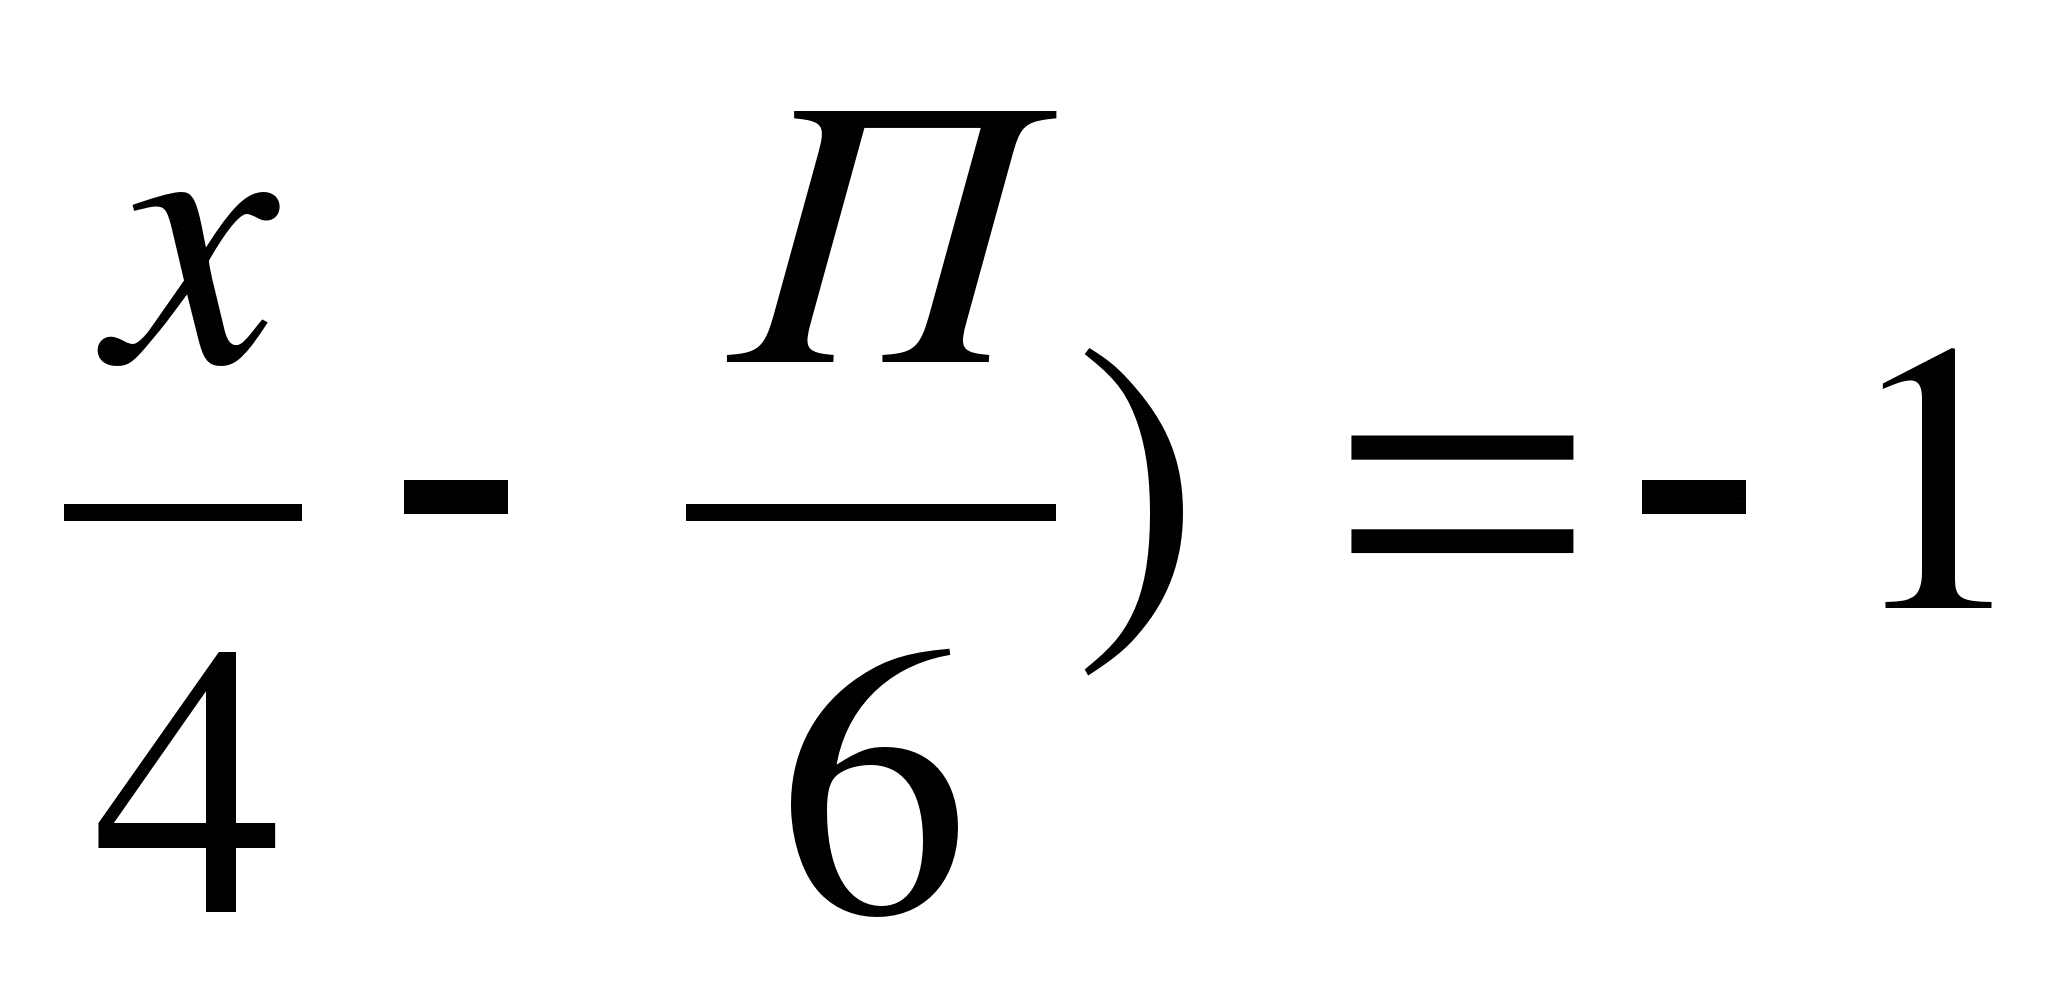 x/4 - П/6) = - 1